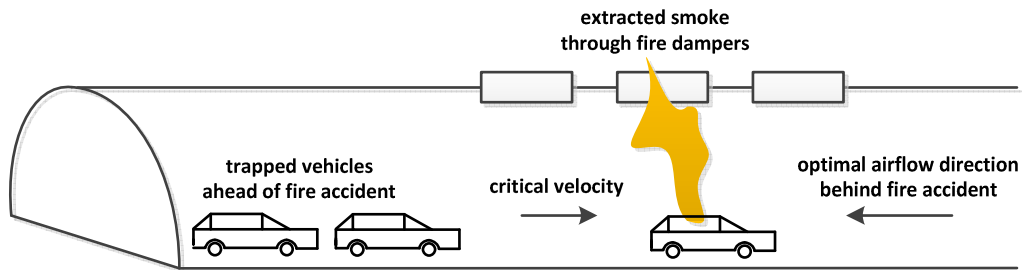 extracted smoke
through fire dampers
trapped vehicles
ahead of fire accident
critical velocity
optimal airflow direction
behind fire accident